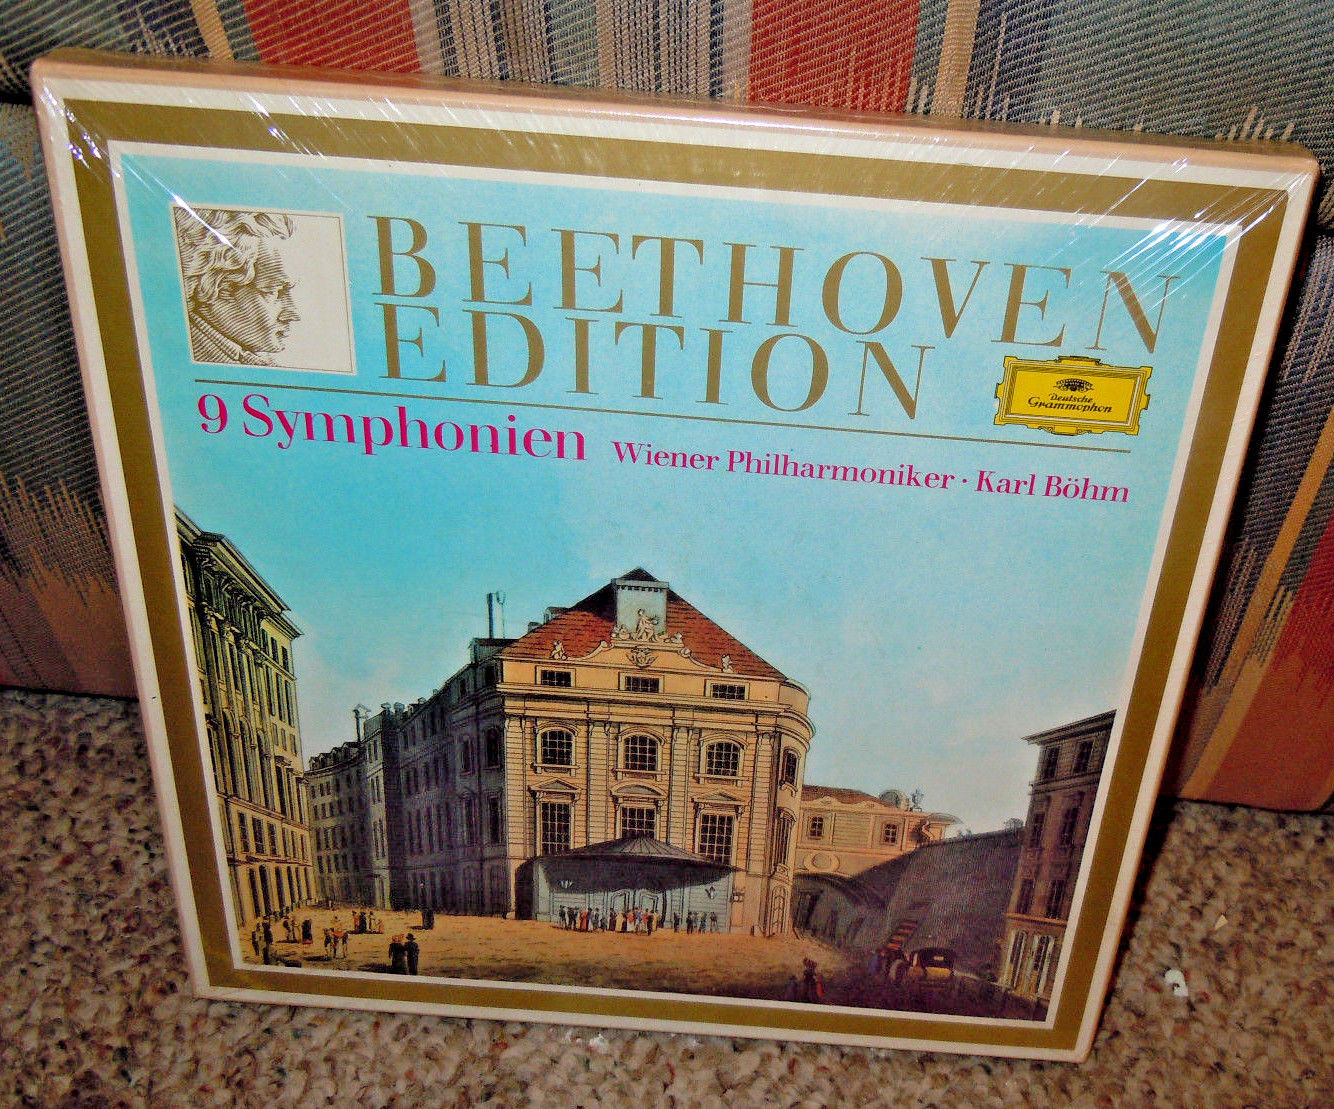 BEETHOVEN
EDITION
Deutsche
Grammophon
9 Symphonien Wiener Philharmoniker · Karl Böhm